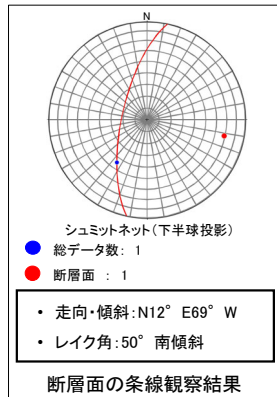 N
シュミットネット(下半球投影)
総データ数: 1
断層面 : 1
• 走向・傾斜:N12° E69° W
• レイク角:50° 南傾斜
断層面の条線観察結果